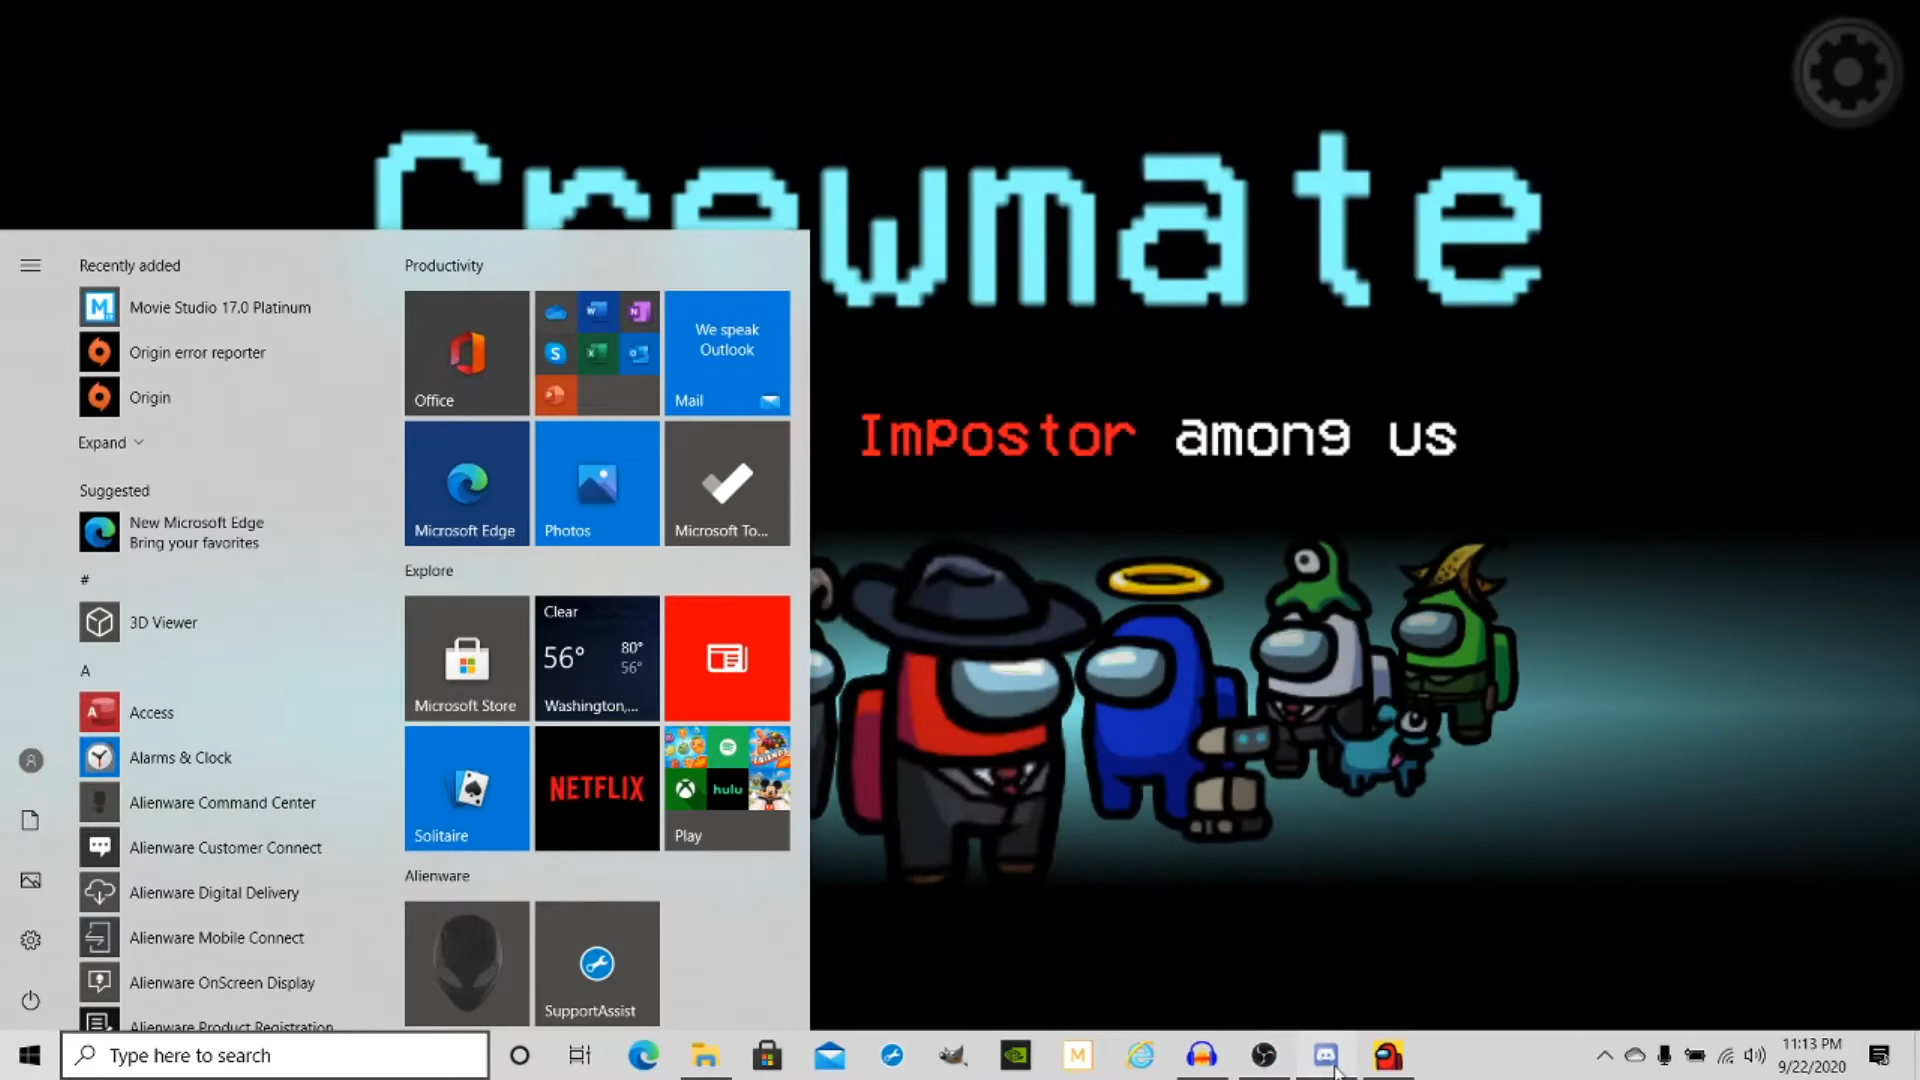 Crewmate
Impostor among us
Recently added
Movie Studio 17.0 Platinum
Origin error reporter
Origin
Expand
Suggested
New Microsoft Edge
Bring your favorites
#
3D Viewer
A
Access
Alarms & Clock
Alienware Command Center
Alienware Customer Connect
Alienware Digital Delivery
Alienware Mobile Connect
Alienware OnScreen Display
Alienware Product Registration
Productivity
Office
We speak
Outlook
Mail
Microsoft Edge
Photos
Microsoft To...
Explore
Microsoft Store
Clear
56°
80°
56°
Washington,...
Solitaire
NETFLIX
hulu
Play
Alienware
SupportAssist
Type here to search
11:13 PM
9/22/2020